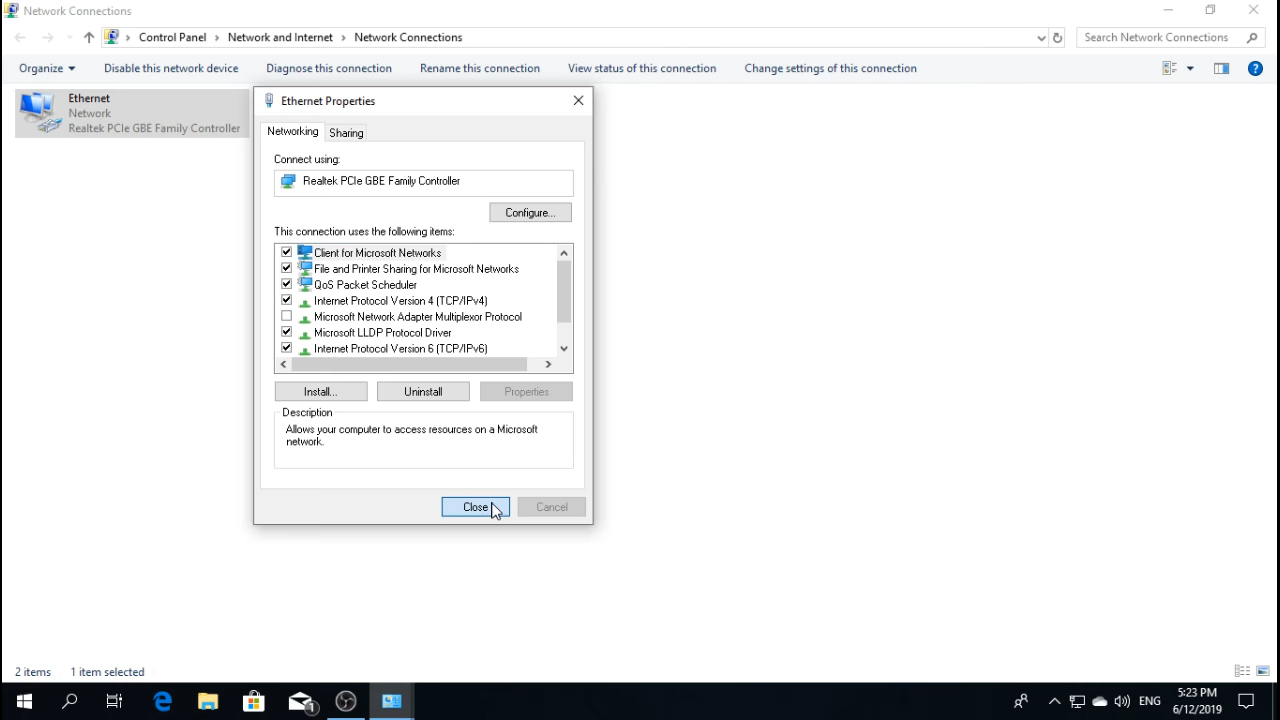 Network Connections
Control Panel > Network and Internet > Network Connections
Search Network Connections
Organize
Disable this network device
Diagnose this connection
Rename this connection
View status of this connection
Change settings of this connection
Ethernet
Network
Realtek PCIe GBE Family Controller
Ethernet Properties
Networking
Sharing
Connect using:
Realtek PCIe GBE Family Controller
Configure...
This connection uses the following items:
Client for Microsoft Networks
File and Printer Sharing for Microsoft Networks
QoS Packet Scheduler
Internet Protocol Version 4 (TCP/IPv4)
Microsoft Network Adapter Multiplexor Protocol
Microsoft LLDP Protocol Driver
Internet Protocol Version 6 (TCP/IPv6)
Install...
Uninstall
Properties
Description
Allows your computer to access resources on a Microsoft
network.
Close
Cancel
2 items
1 item selected
1
ENG
5:23 PM
6/12/2019